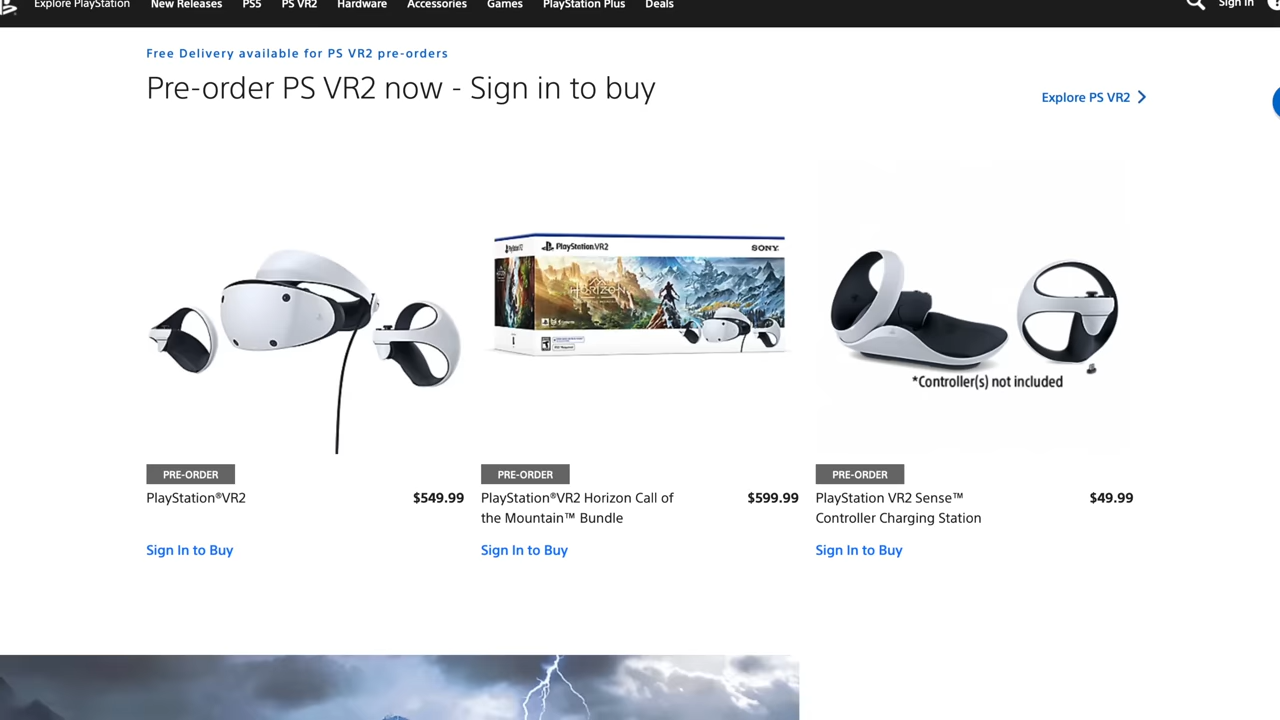 Explore PlayStation New Releases PS5 PS VR2 Hardware Accessories Games PlayStation Plus Deals Sign In
Free Delivery available for PS VR2 pre-orders
Pre-order PS VR2 now - Sign in to buy
Explore PS VR2
PlayStation VR2 SONY
HORIZON
*Controller(s) not included
PRE-ORDER PRE-ORDER PRE-ORDER
PlayStation®VR2 $549.99
PlayStation®VR2 Horizon Call of $599.99
the Mountain™ Bundle
PlayStation VR2 Sense™ $49.99
Controller Charging Station
Sign In to Buy Sign In to Buy Sign In to Buy